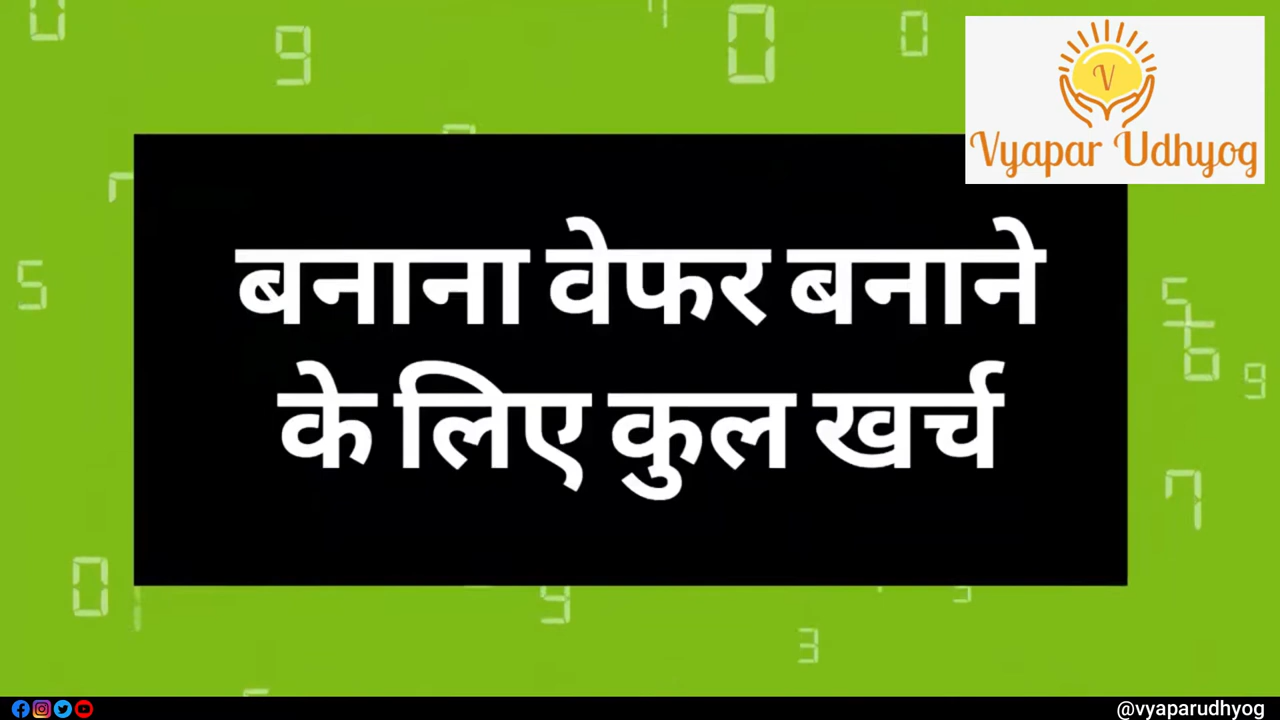 V
Vyapar Udhyog
बनाना वेफर बनाने
के लिए कुल खर्च
@vyaparudhyog